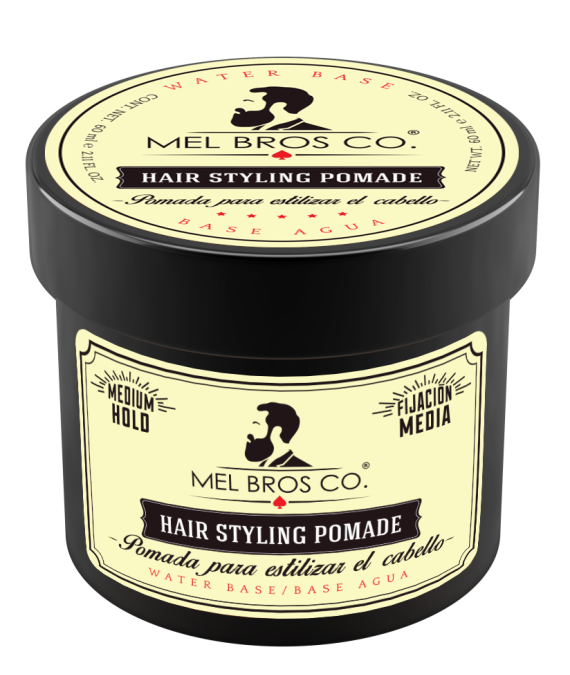 WATER BASE
CONT. NET. 60 ml e 2.11 FL. OZ.
NET WT. 60 ml e 2.11 FL. OZ.
MEL BROS CO.®
HAIR STYLING POMADE
Pomada para estilizar el cabello
BASE AGUA
MEDIUM
HOLD
FIJACIÓN
MEDIA
MEL BROS CO.®
HAIR STYLING POMADE
Pomada para estilizar el cabello
WATER BASE/BASE AGUA